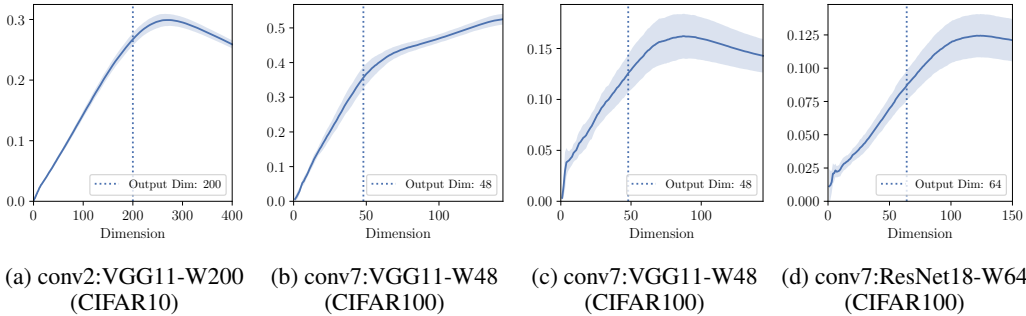 0.3
0.2
0.1
0.0
0
100
200
300
400
Output Dim: 200
Dimension
0.5
0.4
0.3
0.2
0.1
0.0
0
50
100
Output Dim: 48
Dimension
0.15
0.10
0.05
0.00
0
50
100
Output Dim: 48
Dimension
0.125
0.100
0.075
0.050
0.025
0.000
0
50
100
150
Output Dim: 64
Dimension
(a) conv2:VGG11-W200
(CIFAR10)
(b) conv7:VGG11-W48
(CIFAR100)
(c) conv7:VGG11-W48
(CIFAR100)
(d) conv7:ResNet18-W64
(CIFAR100)